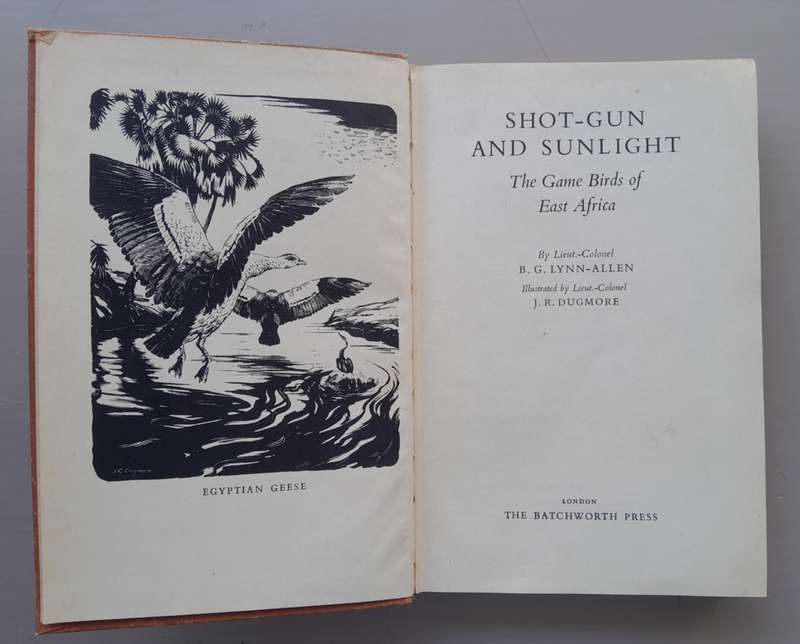 EGYPTIAN GEESE
SHOT-GUN
AND SUNLIGHT
The Game Birds of
East Africa
By Lieut.-Colonel
B. G. LYNN-ALLEN
Illustrated by Lieut.-Colonel
J. R. DUGMORE
LONDON
THE BATCHWORTH PRESS